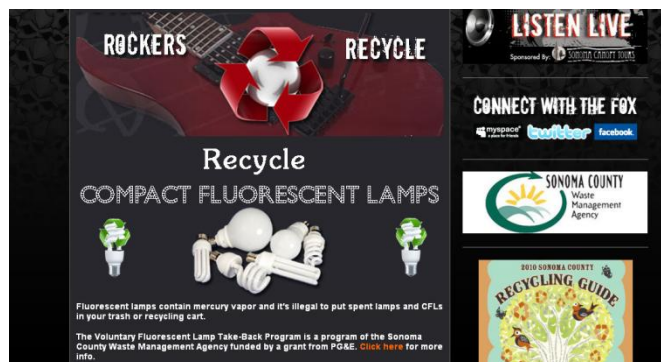 ROCKERS RECYCLE
Recycle
COMPACT FLUORESCENT LAMPS
Fluorescent lamps contain mercury vapor and it's illegal to put spent lamps and CFLs
in your trash or recycling cart.
The Voluntary Fluorescent Lamp Take-Back Program is a program of the Sonoma
County Waste Management Agency funded by a grant from PG&E. Click here for more
info.
LISTEN LIVE
Sponsored By: SONOMA CANOPY TOURS
CONNECT WITH THE FOX
myspace
a place for friends
twitter
facebook
SONOMA COUNTY
Waste
Management
Agency
2010 SONOMA COUNTY
RECYCLING GUIDE